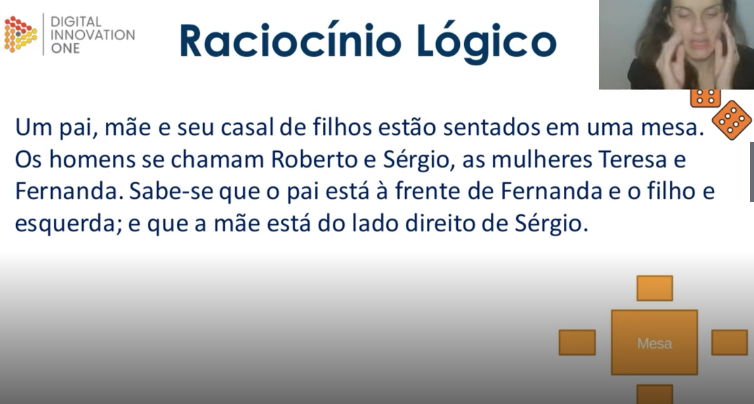 DIGITAL
INNOVATION
ONE
Raciocínio Lógico
Um pai, mãe e seu casal de filhos estão sentados em uma mesa.
Os homens se chamam Roberto e Sérgio, as mulheres Teresa e
Fernanda. Sabe-se que o pai está à frente de Fernanda e o filho e
esquerda; e que a mãe está do lado direito de Sérgio.
Mesa